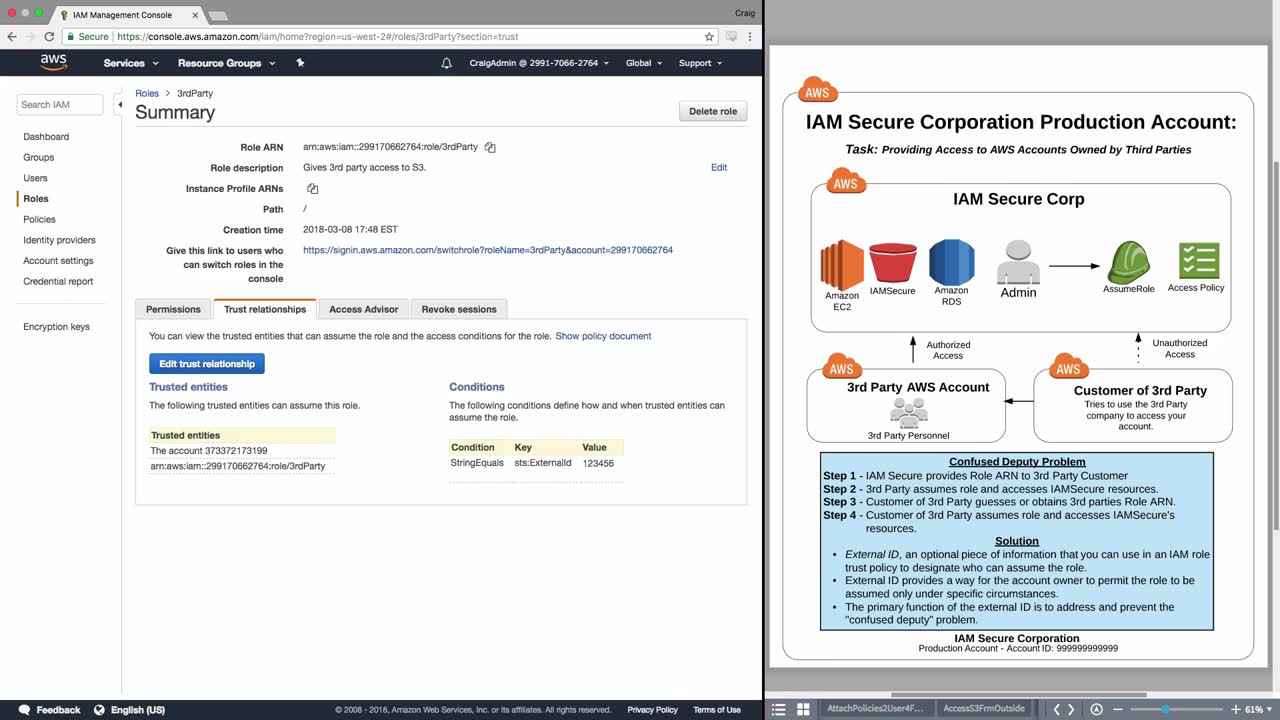 IAM Management Console
Craig
Secure
https://console.aws.amazon.com/iam/home?region=us-west-2#/roles/3rdParty?section=trust
aws
Services
Resource Groups
CraigAdmin @ 2991-7066-2764
Global
Support
Search IAM
Dashboard
Groups
Users
Roles
Policies
Identity providers
Account settings
Credential report
Encryption keys
Roles > 3rdParty
Summary
Delete role
Role ARN arn:aws:iam::299170662764:role/3rdParty
Role description Gives 3rd party access to S3.
Edit
Instance Profile ARNs
Path /
Creation time 2018-03-08 17:48 EST
Give this link to users who https://signin.aws.amazon.com/switchrole?roleName=3rdParty&account=299170662764
can switch roles in the
console
Permissions
Trust relationships
Access Advisor
Revoke sessions
You can view the trusted entities that can assume the role and the access conditions for the role. Show policy document
Edit trust relationship
Trusted entities
The following trusted entities can assume this role.
Trusted entities
The account 373372173199
arn:aws:iam::299170662764:role/3rdParty
Conditions
The following conditions define how and when trusted entities can
assume the role.
Condition Key Value
StringEquals sts:ExternalId 123456
Feedback
English (US)
© 2008 - 2018, Amazon Web Services, Inc. or its affiliates. All rights reserved.
Privacy Policy
Terms of Use
AWS
IAM Secure Corporation Production Account:
Task: Providing Access to AWS Accounts Owned by Third Parties
AWS
IAM Secure Corp
Amazon
EC2
IAMSecure
Amazon
RDS
Admin
AssumeRole
Access Policy
Authorized
Access
Unauthorized
Access
AWS
3rd Party AWS Account
3rd Party Personnel
AWS
Customer of 3rd Party
Tries to use the 3rd Party
company to access your
account.
Confused Deputy Problem
Step 1 - IAM Secure provides Role ARN to 3rd Party Customer
Step 2 - 3rd Party assumes role and accesses IAMSecure resources.
Step 3 - Customer of 3rd Party guesses or obtains 3rd parties Role ARN.
Step 4 - Customer of 3rd Party assumes role and accesses IAMSecure's
resources.
Solution
• External ID, an optional piece of information that you can use in an IAM role
trust policy to designate who can assume the role.
• External ID provides a way for the account owner to permit the role to be
assumed only under specific circumstances.
• The primary function of the external ID is to address and prevent the
"confused deputy" problem.
IAM Secure Corporation
Production Account - Account ID: 999999999999
AttachPolicies2User4F...
AccessS3FrmOutside
61%